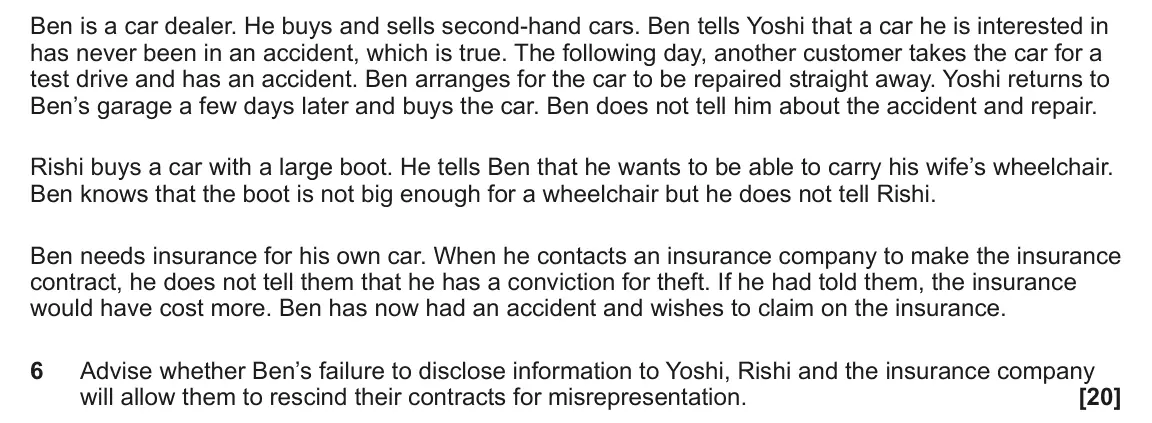 Ben is a car dealer. He buys and sells second-hand cars. Ben tells Yoshi that a car he is interested in
has never been in an accident, which is true. The following day, another customer takes the car for a
test drive and has an accident. Ben arranges for the car to be repaired straight away. Yoshi returns to
Ben’s garage a few days later and buys the car. Ben does not tell him about the accident and repair.
Rishi buys a car with a large boot. He tells Ben that he wants to be able to carry his wife’s wheelchair.
Ben knows that the boot is not big enough for a wheelchair but he does not tell Rishi.
Ben needs insurance for his own car. When he contacts an insurance company to make the insurance
contract, he does not tell them that he has a conviction for theft. If he had told them, the insurance
would have cost more. Ben has now had an accident and wishes to claim on the insurance.
6 Advise whether Ben’s failure to disclose information to Yoshi, Rishi and the insurance company
will allow them to rescind their contracts for misrepresentation. [20]